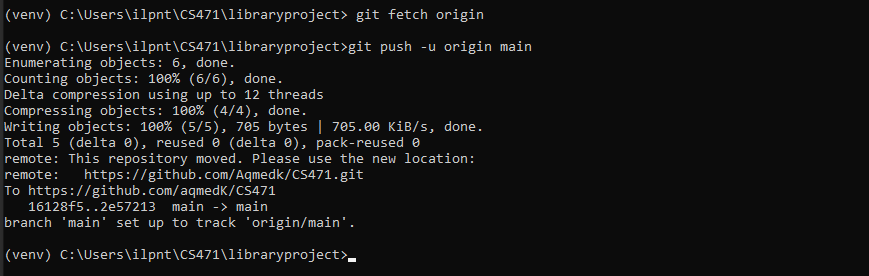 (venv) C:\Users\ilpnt\CS471\libraryproject> git fetch origin
(venv) C:\Users\ilpnt\CS471\libraryproject>git push -u origin main
Enumerating objects: 6, done.
Counting objects: 100% (6/6), done.
Delta compression using up to 12 threads
Compressing objects: 100% (4/4), done.
Writing objects: 100% (5/5), 705 bytes | 705.00 KiB/s, done.
Total 5 (delta 0), reused 0 (delta 0), pack-reused 0
remote: This repository moved. Please use the new location:
remote:   https://github.com/Aqmedk/CS471.git
To https://github.com/aqmedK/CS471
   16128f5..2e57213  main -> main
branch 'main' set up to track 'origin/main'.
(venv) C:\Users\ilpnt\CS471\libraryproject>